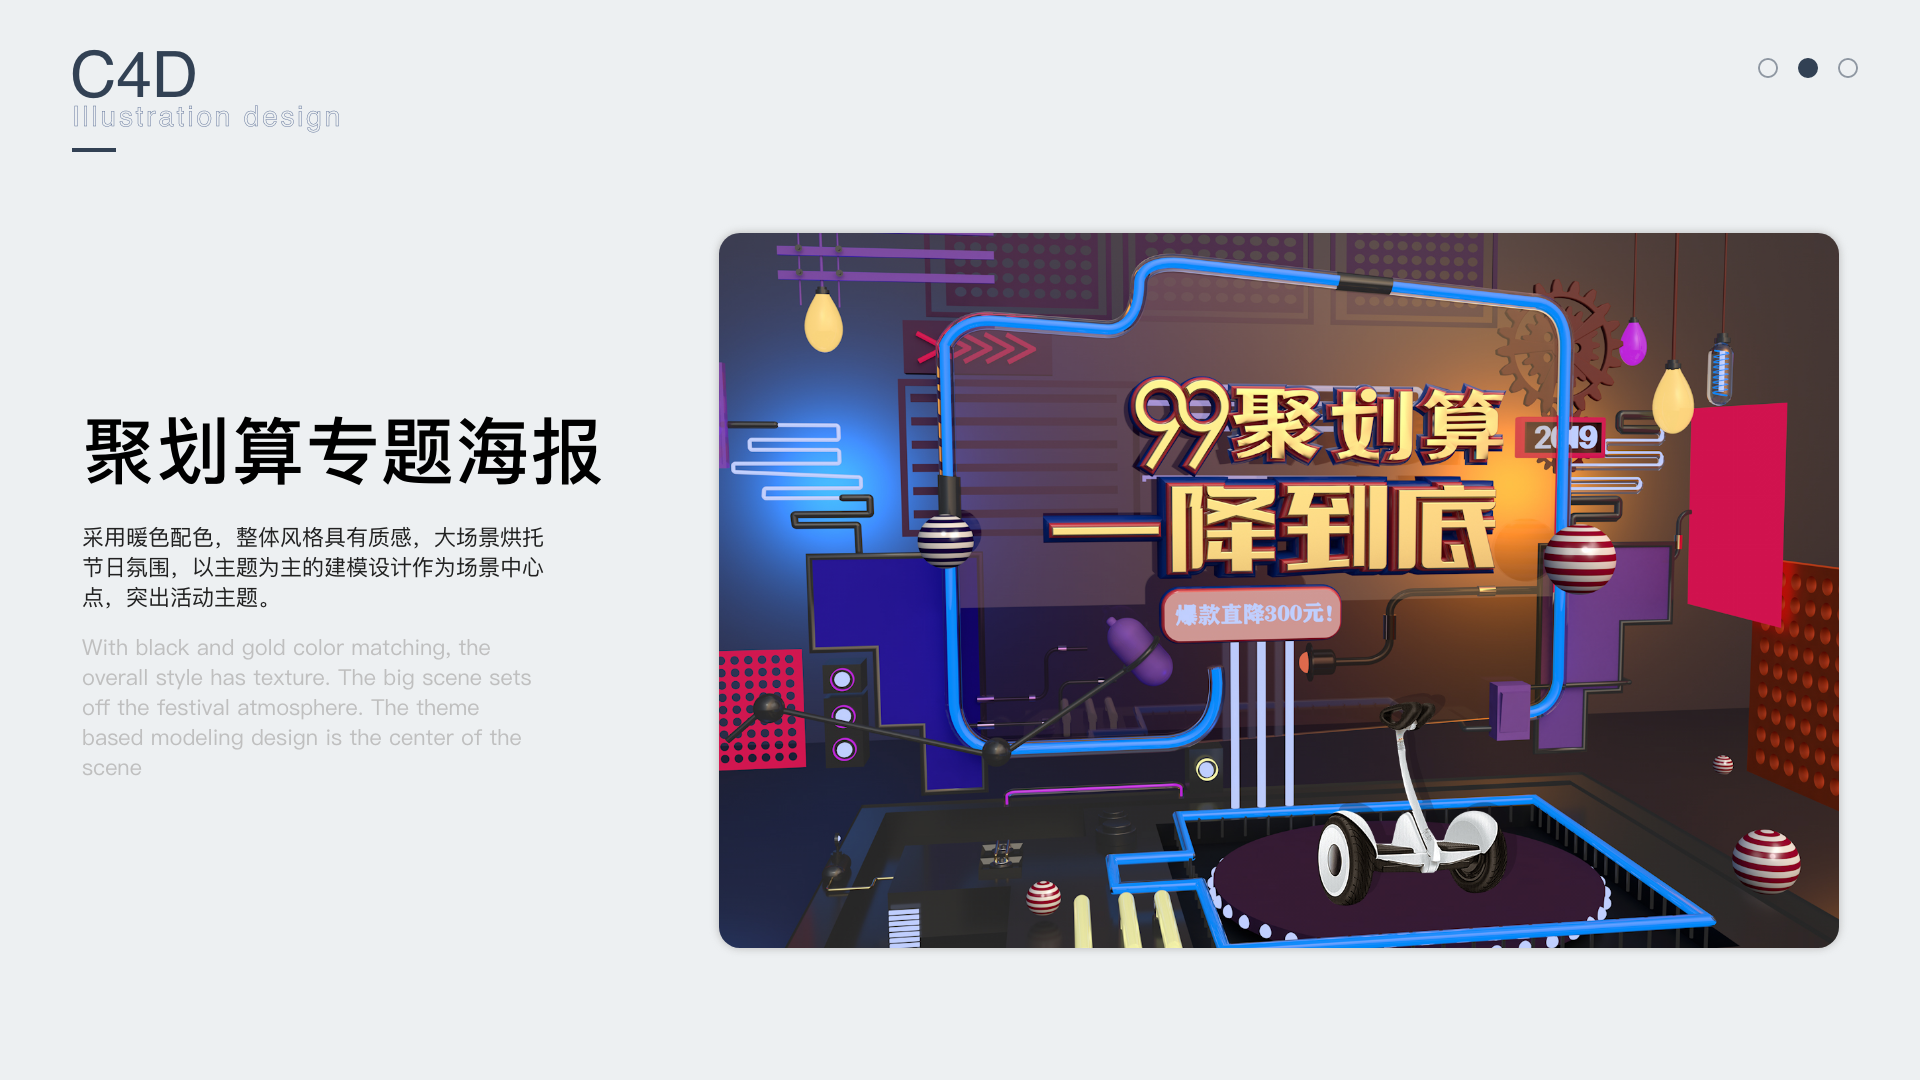 C4D
Illustration design
聚划算专题海报
采用暖色配色，整体风格具有质感，大场景烘托
节日氛围，以主题为主的建模设计作为场景中心
点，突出活动主题。
With black and gold color matching, the
overall style has texture. The big scene sets
off the festival atmosphere. The theme
based modeling design is the center of the
scene
99聚划算
一降到底
爆款直降300元!
2019